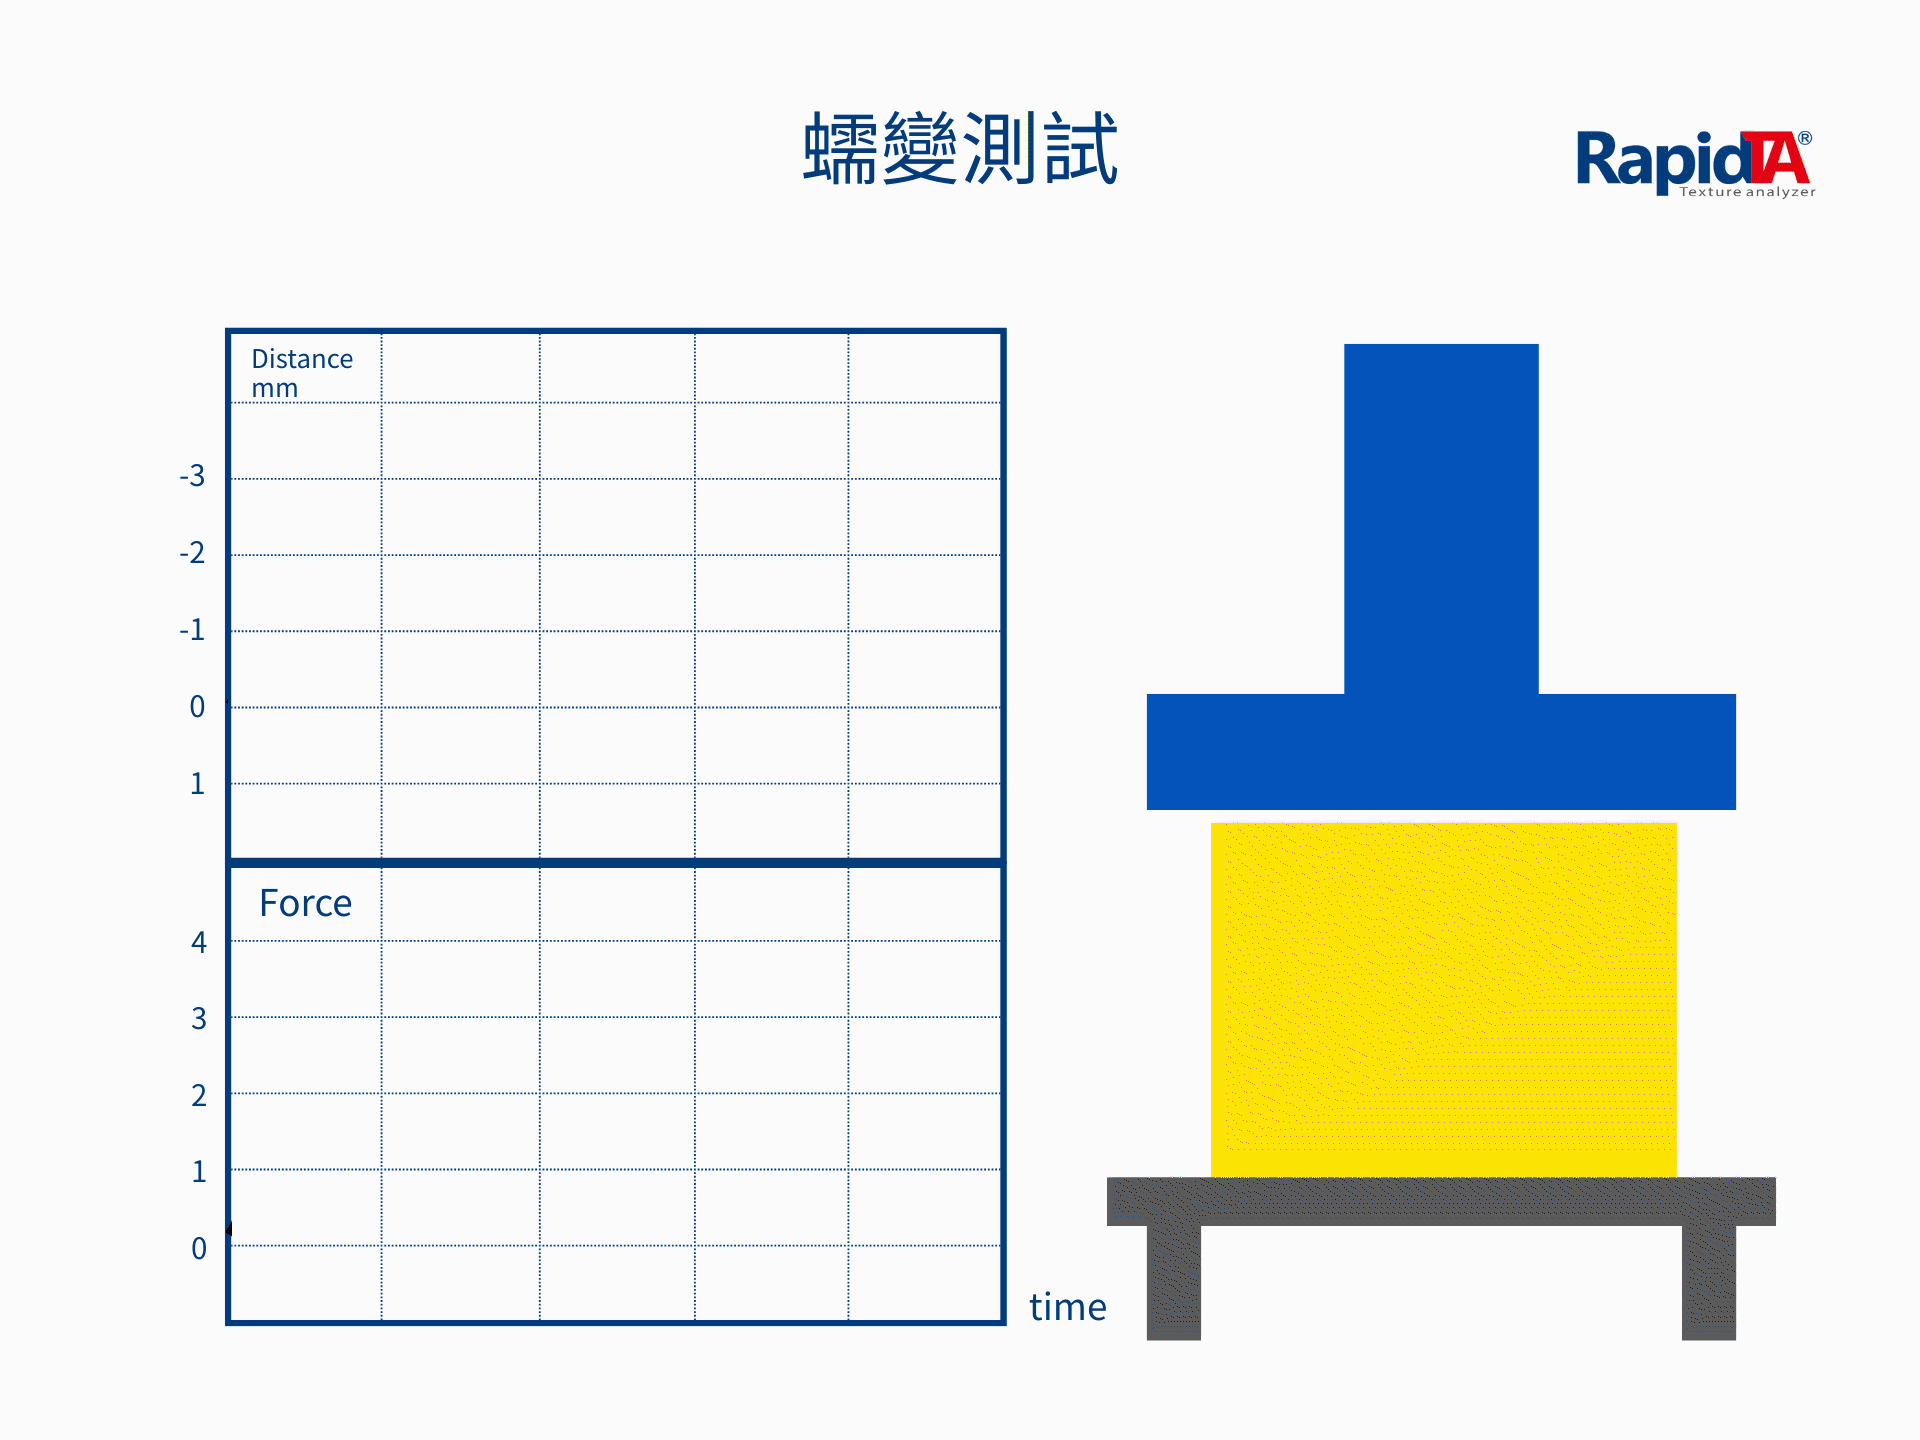 蠕變測試
RapidTA®
Texture analyzer
Distance
mm
-3
-2
-1
0
1
Force
4
3
2
1
0
time